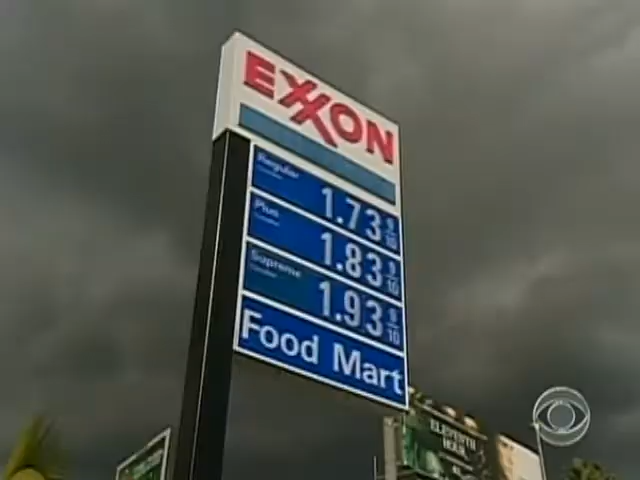 EXXON
Regular
1.73 9/10
Plus
1.83 9/10
Supreme
1.93 9/10
Food Mart